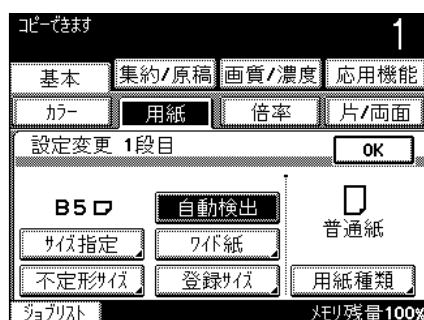 コピーできます 1
基本 集約/原稿 画質/濃度 応用機能
カラー 用紙 倍率 片/両面
設定変更 1段目 OK
B5 自動検出
普通紙
サイズ指定 ワイド紙
不定形サイズ 登録サイズ 用紙種類
ジョブリスト メモリ残量100%